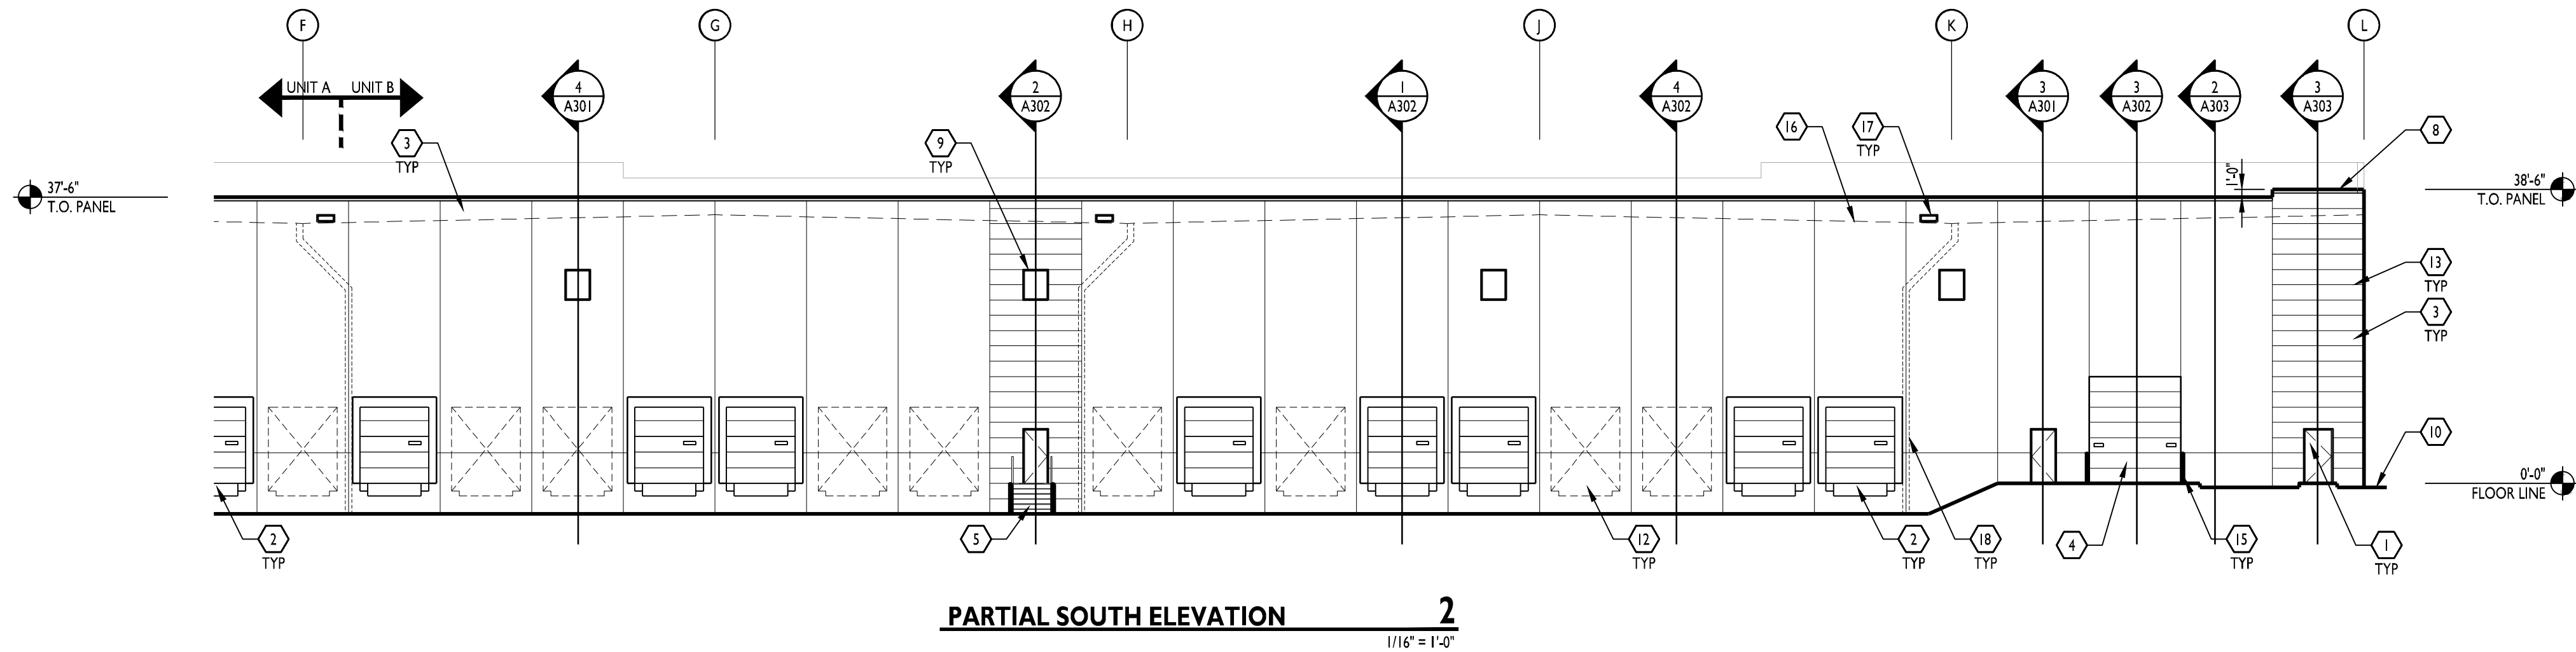 F
G
H
J
K
L
UNIT A
UNIT B
4
A301
2
A302
1
A302
4
A302
3
A301
3
A302
2
A303
3
A303
3
TYP
9
TYP
16
17
TYP
8
1'-0"
37'-6"
T.O. PANEL
38'-6"
T.O. PANEL
13
TYP
3
TYP
10
0'-0"
FLOOR LINE
2
TYP
5
12
TYP
2
TYP
18
TYP
4
15
TYP
1
TYP
PARTIAL SOUTH ELEVATION
2
1/16" = 1'-0"